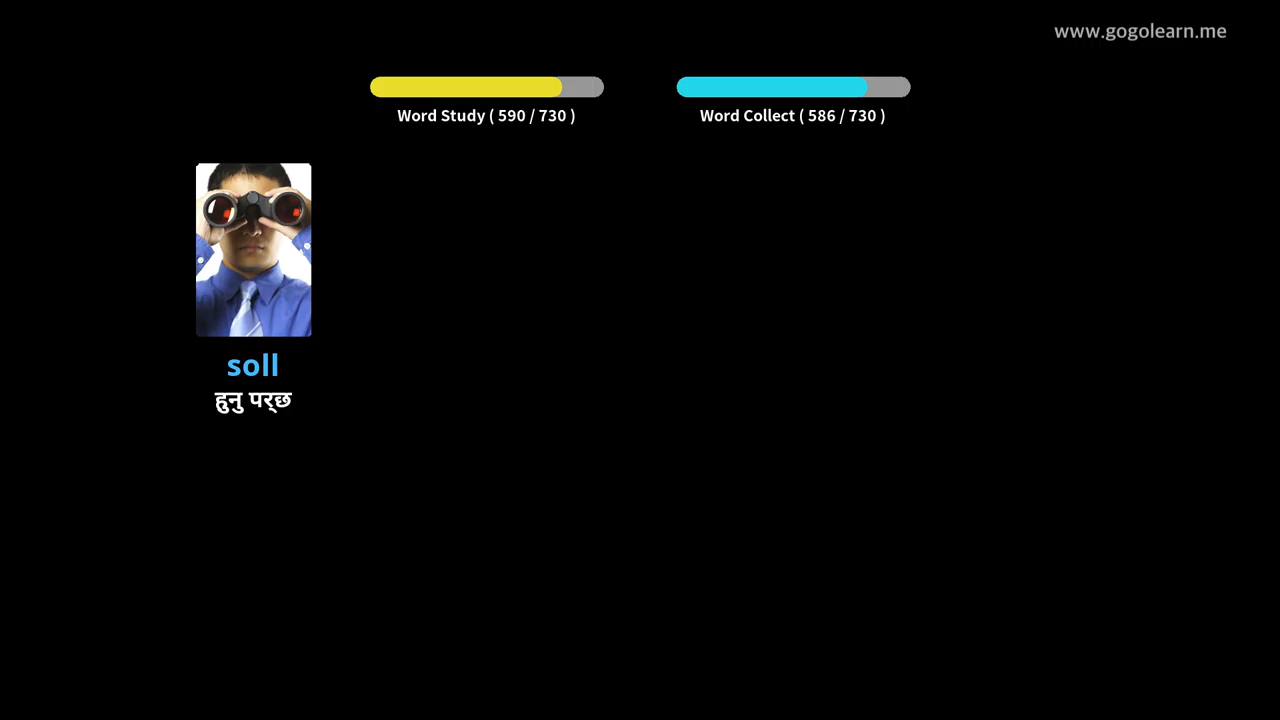 www.gogolearn.me
Word Study ( 590 / 730 )
Word Collect ( 586 / 730 )
soll
हुनु पर्‌छ